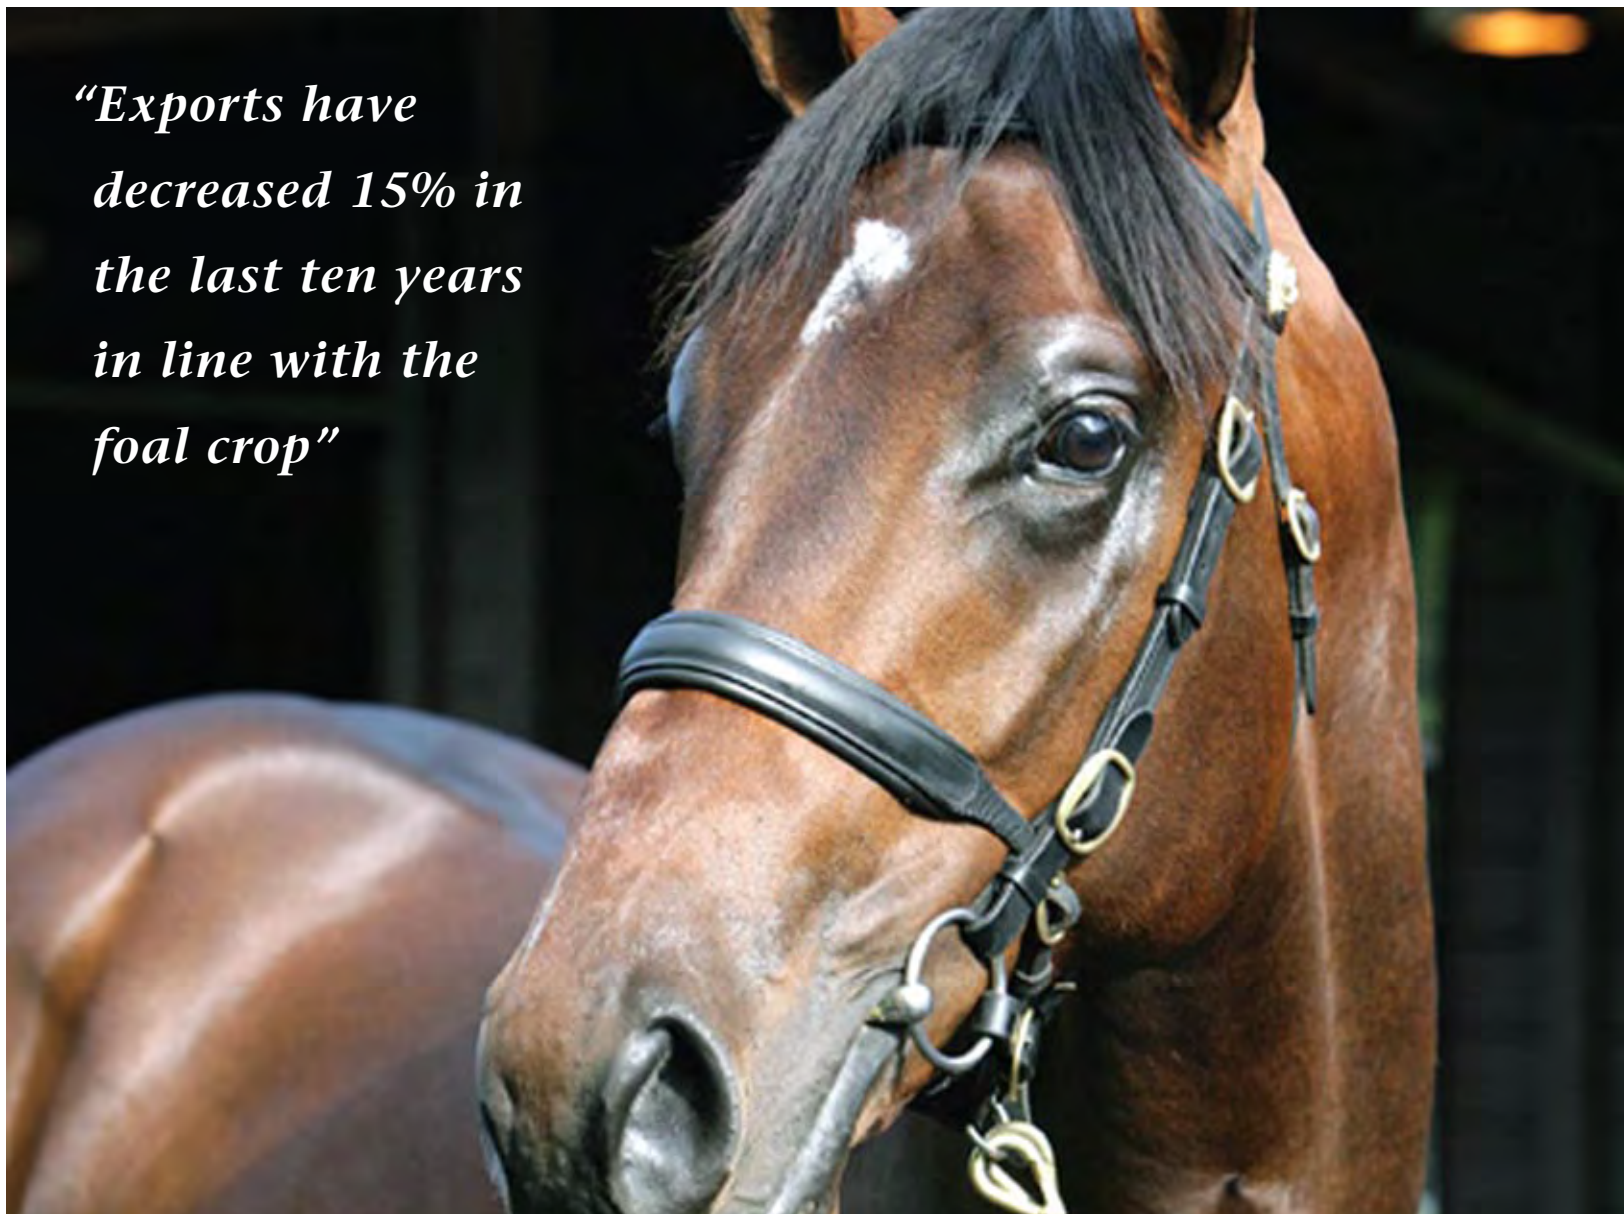 “Exports have
decreased 15% in
the last ten years
in line with the
foal crop”